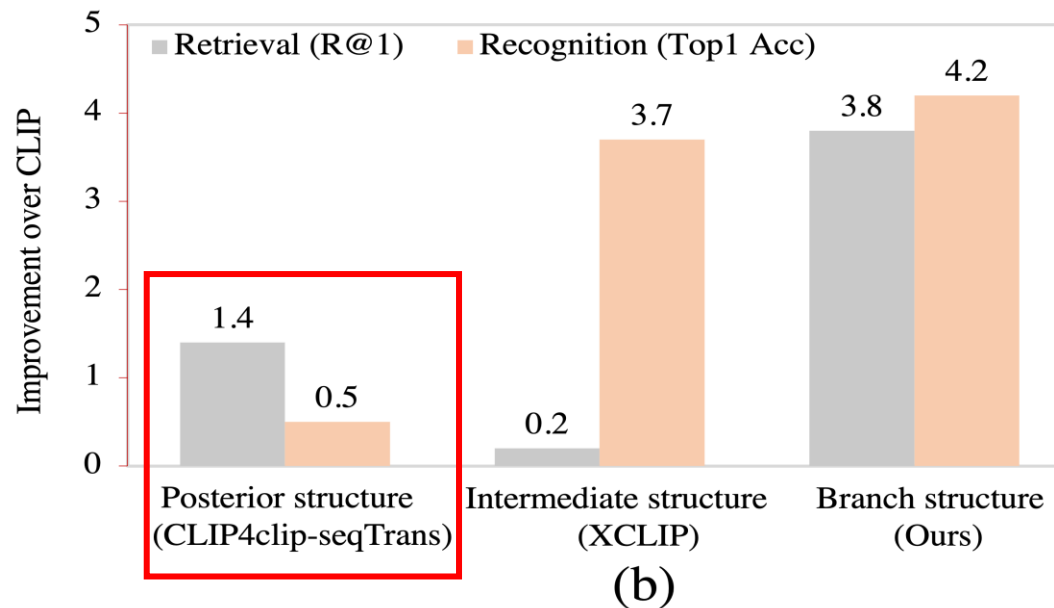 5
Retrieval (R@1) Recognition (Top1 Acc)
4.2
4
3.8
3.7
3
Improvement over CLIP
2
1.4
1
0.5
0.2
0
Posterior structure Intermediate structure Branch structure
(CLIP4clip-seqTrans) (XCLIP) (Ours)
(b)